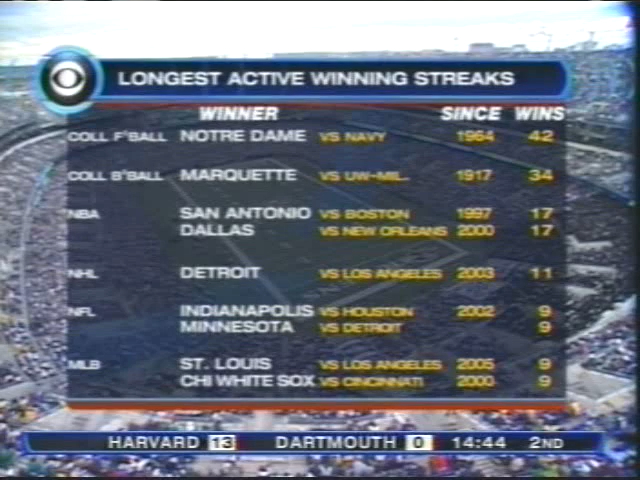 LONGEST ACTIVE WINNING STREAKS
WINNER SINCE WINS
COLL F'BALL NOTRE DAME VS NAVY 1964 42
COLL B'BALL MARQUETTE VS UW-MIL. 1917 34
NBA SAN ANTONIO VS BOSTON 1997 17
DALLAS VS NEW ORLEANS 2000 17
NHL DETROIT VS LOS ANGELES 2003 11
NFL INDIANAPOLIS VS HOUSTON 2002 9
MINNESOTA VS DETROIT 9
MLB ST. LOUIS VS LOS ANGELES 2005 9
CHI WHITE SOX VS CINCINNATI 2000 9
HARVARD 13 DARTMOUTH 0 14:44 2ND